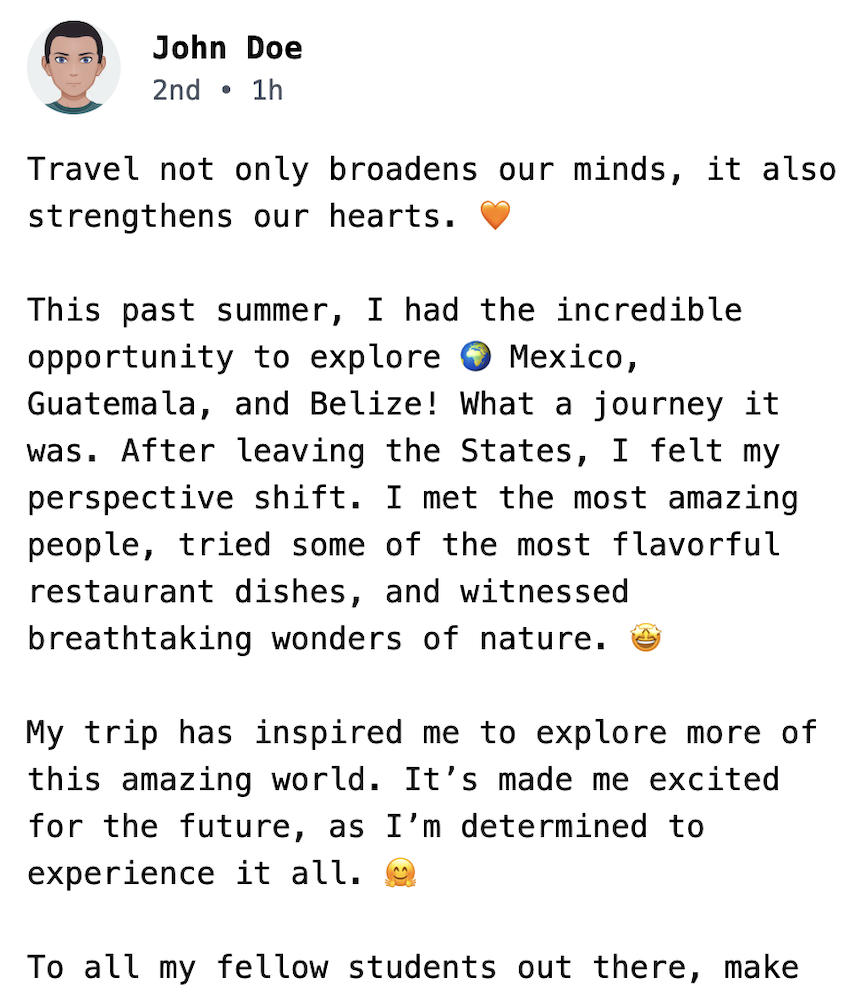 John Doe
2nd • 1h
Travel not only broadens our minds, it also
strengthens our hearts. 🧡
This past summer, I had the incredible
opportunity to explore 🌍 Mexico,
Guatemala, and Belize! What a journey it
was. After leaving the States, I felt my
perspective shift. I met the most amazing
people, tried some of the most flavorful
restaurant dishes, and witnessed
breathtaking wonders of nature. 🤩
My trip has inspired me to explore more of
this amazing world. It’s made me excited
for the future, as I’m determined to
experience it all. 🤗
To all my fellow students out there, make